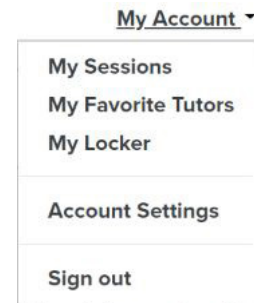 My Account
My Sessions
My Favorite Tutors
My Locker
Account Settings
Sign out